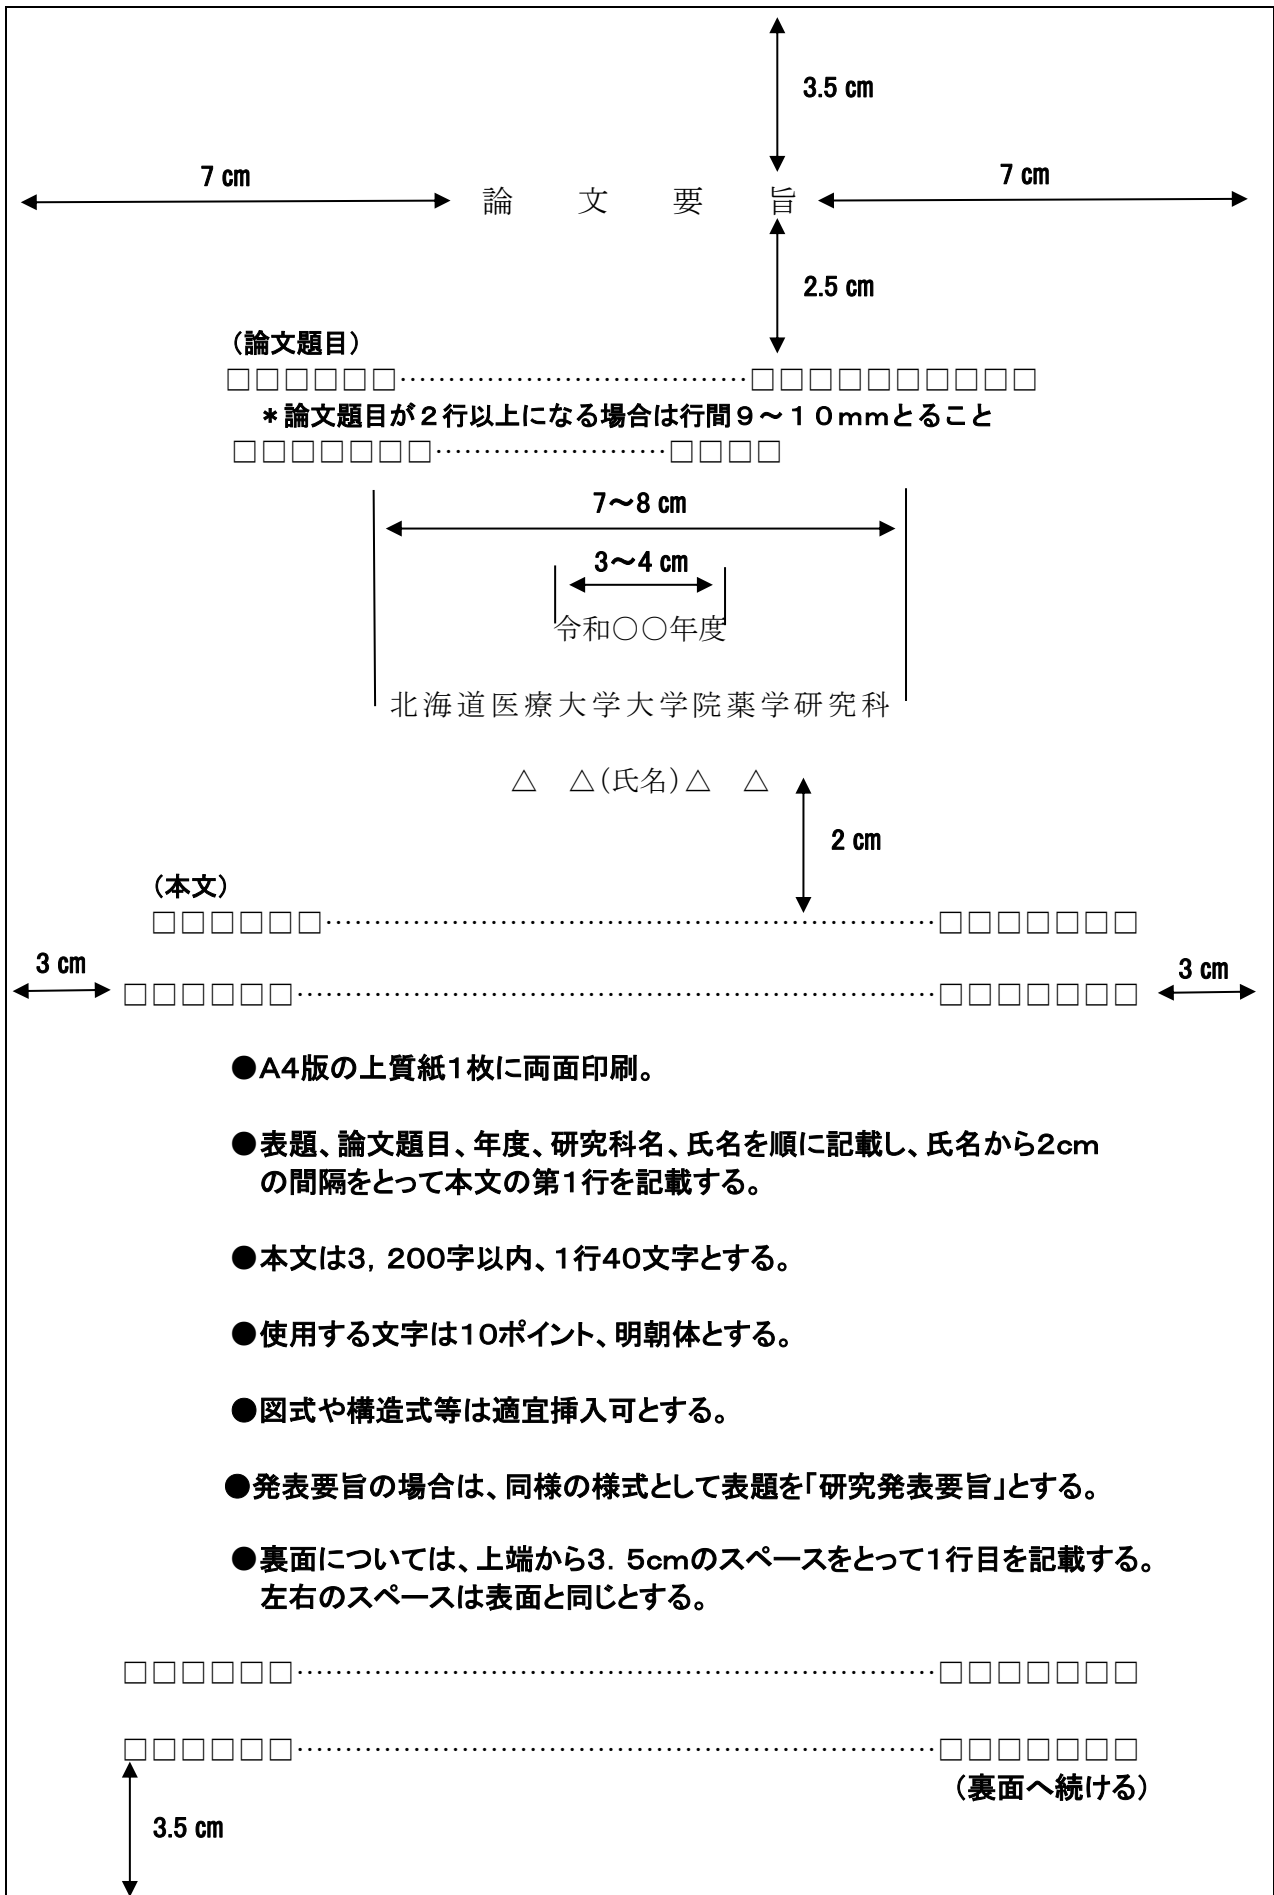 3.5 cm
7 cm
論　文　要　旨
7 cm
2.5 cm
（論文題目）
□□□□□□………………………………□□□□□□□□□□
＊論文題目が２行以上になる場合は行間９～１０ｍｍとること
□□□□□□□……………………□□□□
7～8 cm
3～4 cm
令和○○年度
北海道医療大学大学院薬学研究科
△　△(氏名)△　△
2 cm
（本文）
□□□□□□………………………………………………………□□□□□□□
3 cm
□□□□□□…………………………………………………………□□□□□□□
3 cm
●A4版の上質紙1枚に両面印刷。
●表題、論文題目、年度、研究科名、氏名を順に記載し、氏名から2cm
の間隔をとって本文の第1行を記載する。
●本文は3，200字以内、1行40文字とする。
●使用する文字は10ポイント、明朝体とする。
●図式や構造式等は適宜挿入可とする。
●発表要旨の場合は、同様の様式として表題を「研究発表要旨」とする。
●裏面については、上端から3．5cmのスペースをとって1行目を記載する。
左右のスペースは表面と同じとする。
□□□□□□…………………………………………………………□□□□□□□
□□□□□□…………………………………………………………□□□□□□□
（裏面へ続ける）
3.5 cm